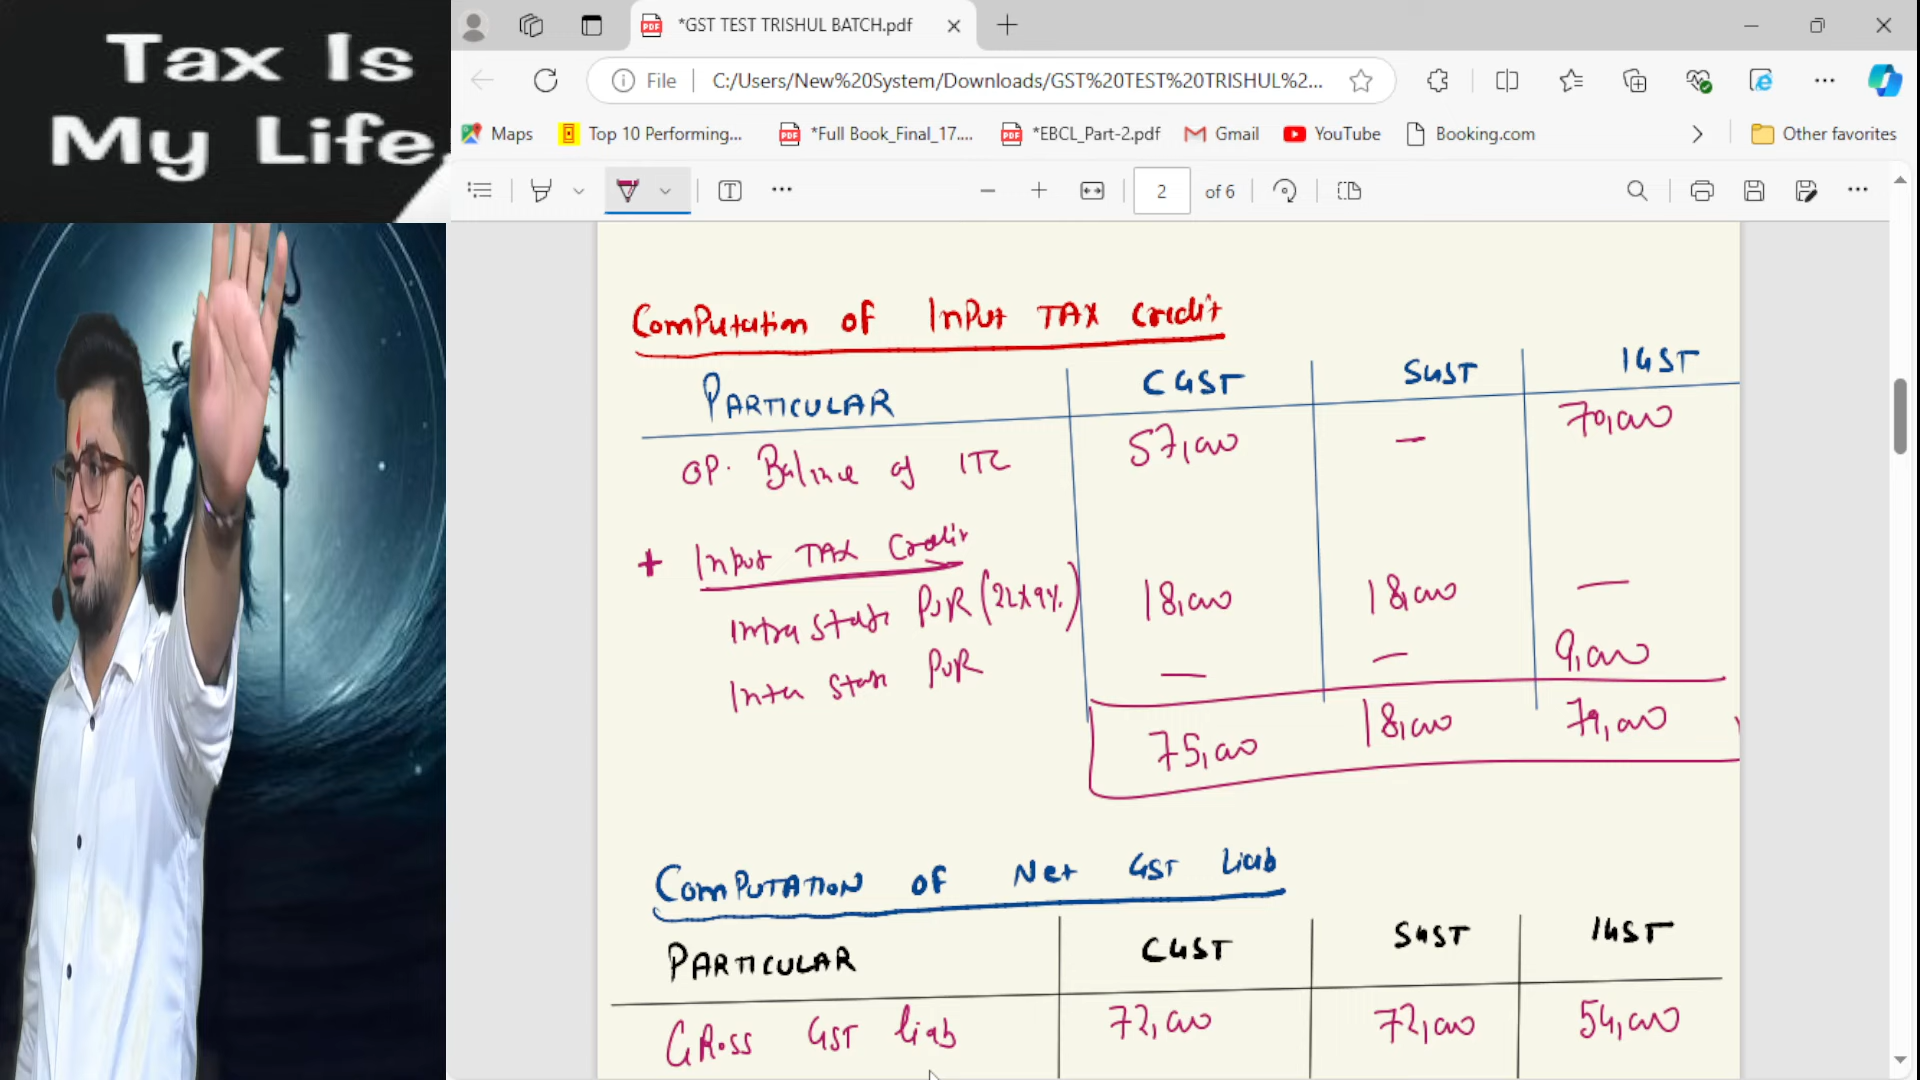 Tax Is
My Life.
*GST TEST TRISHUL BATCH.pdf
File
C:/Users/New%20System/Downloads/GST%20TEST%20TRISHUL%2...
Maps
Top 10 Performing...
*Full Book_Final_17....
*EBCL_Part-2.pdf
Gmail
YouTube
Booking.com
Other favorites
2 of 6
Computation of Input TAX Credit
PARTICULAR CGST SGST IGST
OP. Balance of ITC 57,000 - 70,000
+ Input TAX Credit
Intra State PUR (2L×9%) 18,000 18,000 -
Inter State PUR - - 9,000
75,000 18,000 79,000
COMPUTATION OF Net GST Liab
PARTICULAR CGST SGST IGST
GRoss GST liab 72,000 72,000 54,000